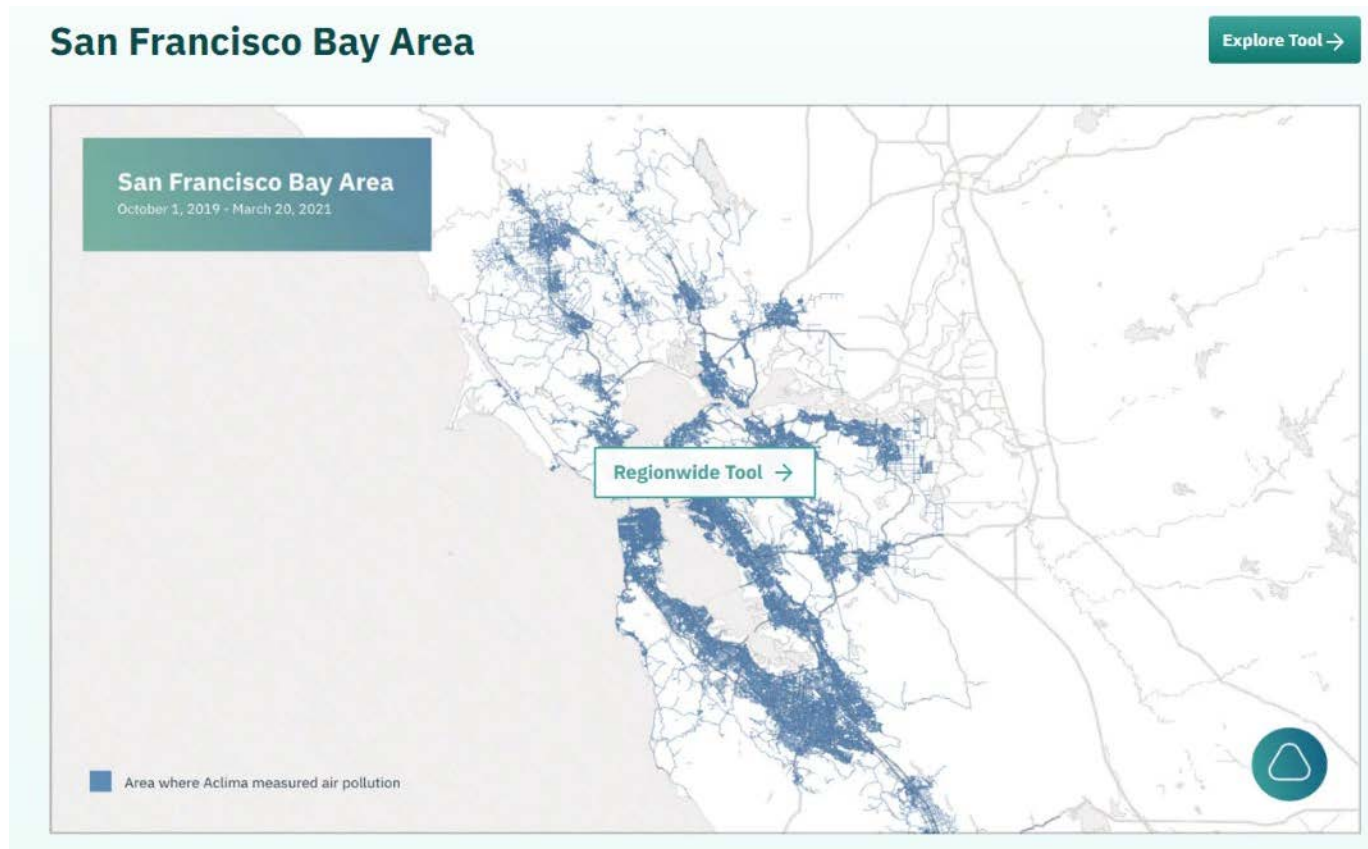 San Francisco Bay Area
Explore Tool →
San Francisco Bay Area
October 1, 2019 - March 20, 2021
Regionwide Tool →
Area where Aclima measured air pollution